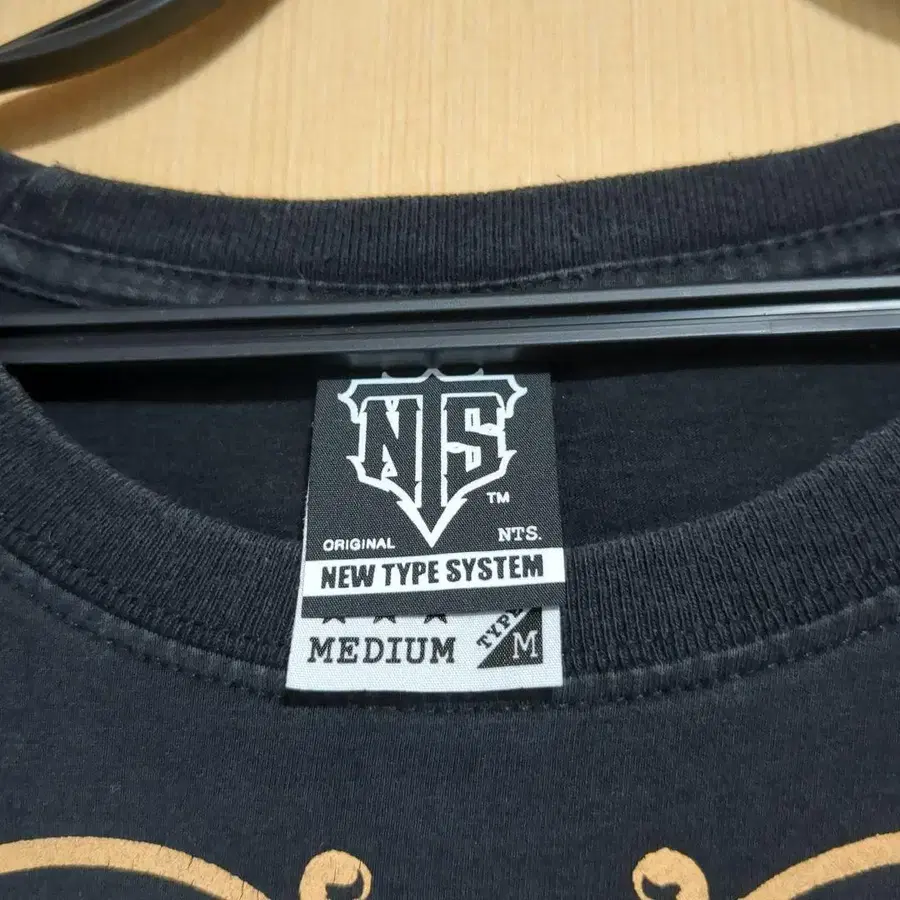 NTS
TM
ORIGINAL NTS.
NEW TYPE SYSTEM
MEDIUM TYPE M